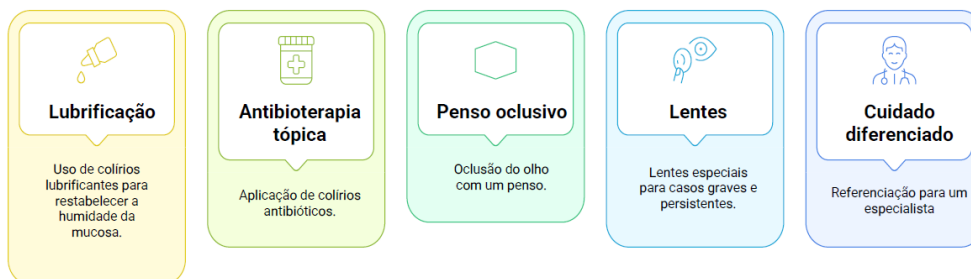 Lubrificação
Uso de colírios
lubrificantes para
restabelecer a
humidade da
mucosa.
Antibioterapia
tópica
Aplicação de colírios
antibióticos.
Penso oclusivo
Oclusão do olho
com um penso.
Lentes
Lentes especiais
para casos graves e
persistentes.
Cuidado
diferenciado
Referenciação para um
especialista